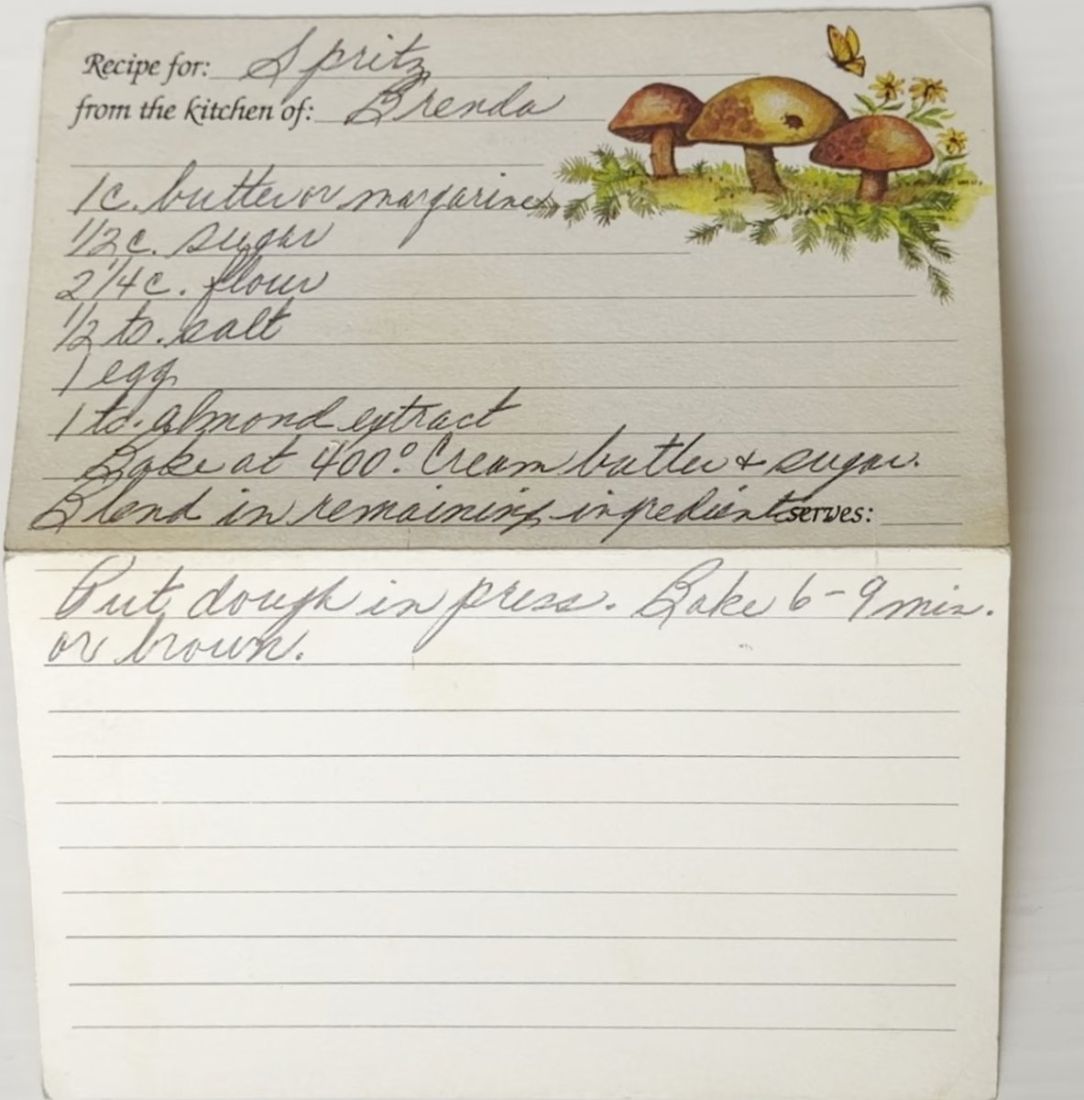 Recipe for: Spritz
from the kitchen of: Brenda
1c. butter or margarine
1/2 c. sugar
2 1/4 c. flour
1/2 ts. salt
1 egg
1 ts. almond extract
Bake at 400°. Cream butter + sugar.
Blend in remaining ingredients serves:
Put dough in press. Bake 6-9 min.
or brown.